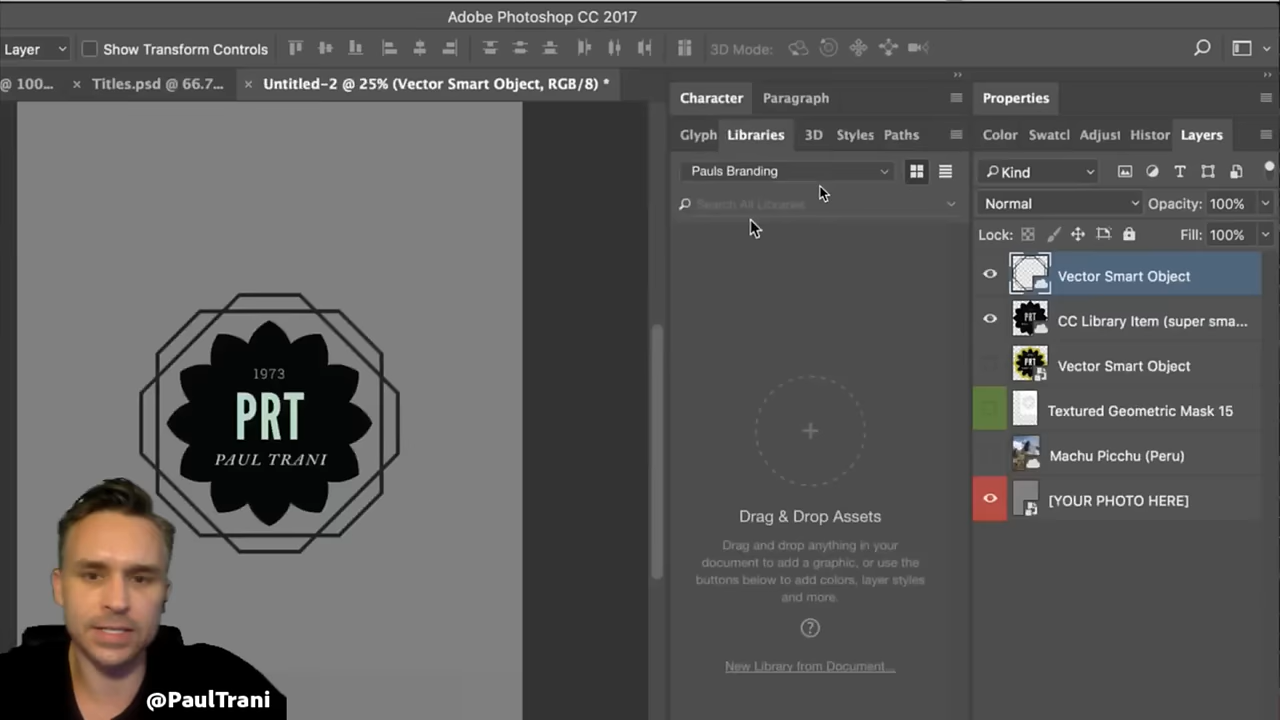 Adobe Photoshop CC 2017
Layer
Show Transform Controls
3D Mode:
@ 100...
Titles.psd @ 66.7...
Untitled-2 @ 25% (Vector Smart Object, RGB/8) *
Character
Paragraph
Properties
Glyph
Libraries
3D
Styles
Paths
Color
Swatcl
Adjust
Histor
Layers
Pauls Branding
Kind
Search All Libraries
Normal
Opacity: 100%
Lock:
Fill: 100%
Vector Smart Object
CC Library Item (super sma...
Vector Smart Object
Textured Geometric Mask 15
Machu Picchu (Peru)
[YOUR PHOTO HERE]
1973
PRT
PAUL TRANI
Drag & Drop Assets
Drag and drop anything in your
document to add a graphic, or use the
buttons below to add colors, layer styles
and more.
New Library from Document...
@PaulTrani